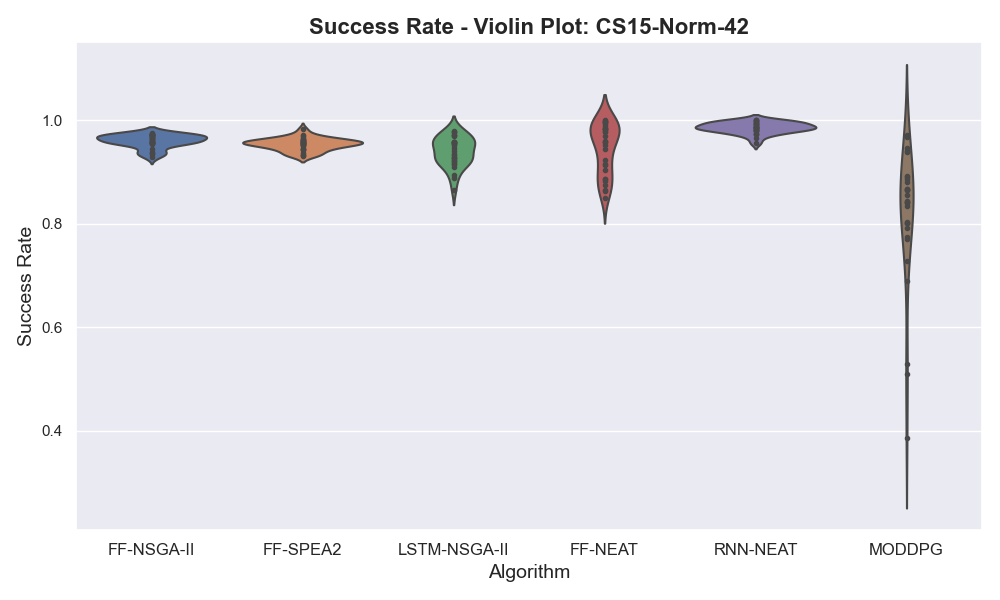 Success Rate - Violin Plot: CS15-Norm-42
1.0
0.8
0.6
0.4
Success Rate
FF-NSGA-II
FF-SPEA2
LSTM-NSGA-II
FF-NEAT
RNN-NEAT
MODDPG
Algorithm